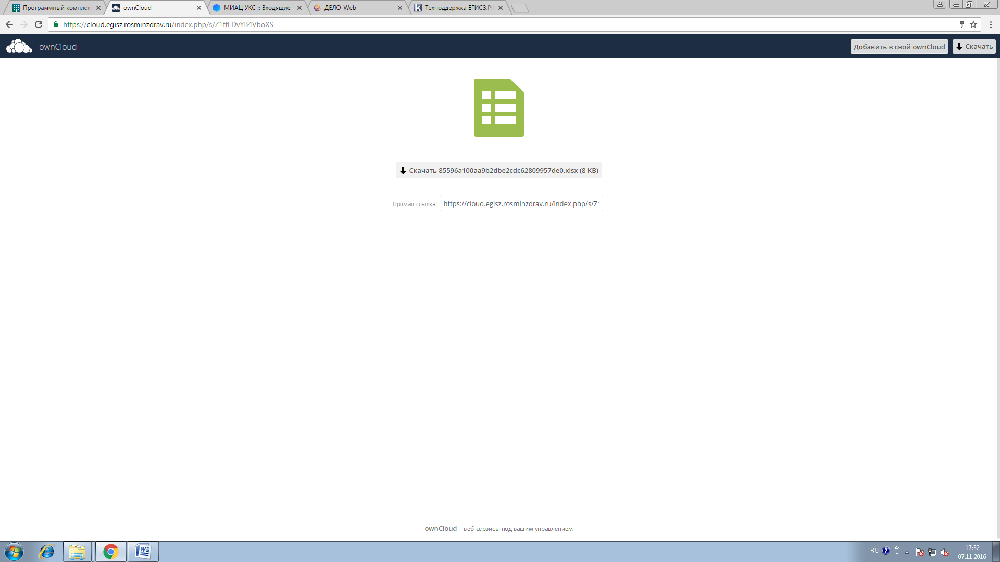 Программный комплек
ownCloud
МИАЦ УКС :: Входящие
ДЕЛО-Web
Техподдержка ЕГИСЗ.РФ
https://cloud.egisz.rosminzdrav.ru/index.php/s/Z1ffEDvYB4VboXS
ownCloud
Добавить в свой ownCloud
Скачать
Скачать 85596a100aa9b2dbe2cdc62809957de0.xlsx (8 KB)
Прямая ссылка
https://cloud.egisz.rosminzdrav.ru/index.php/s/Z1
ownCloud – веб-сервисы под вашим управлением
RU
17:32
07.11.2016